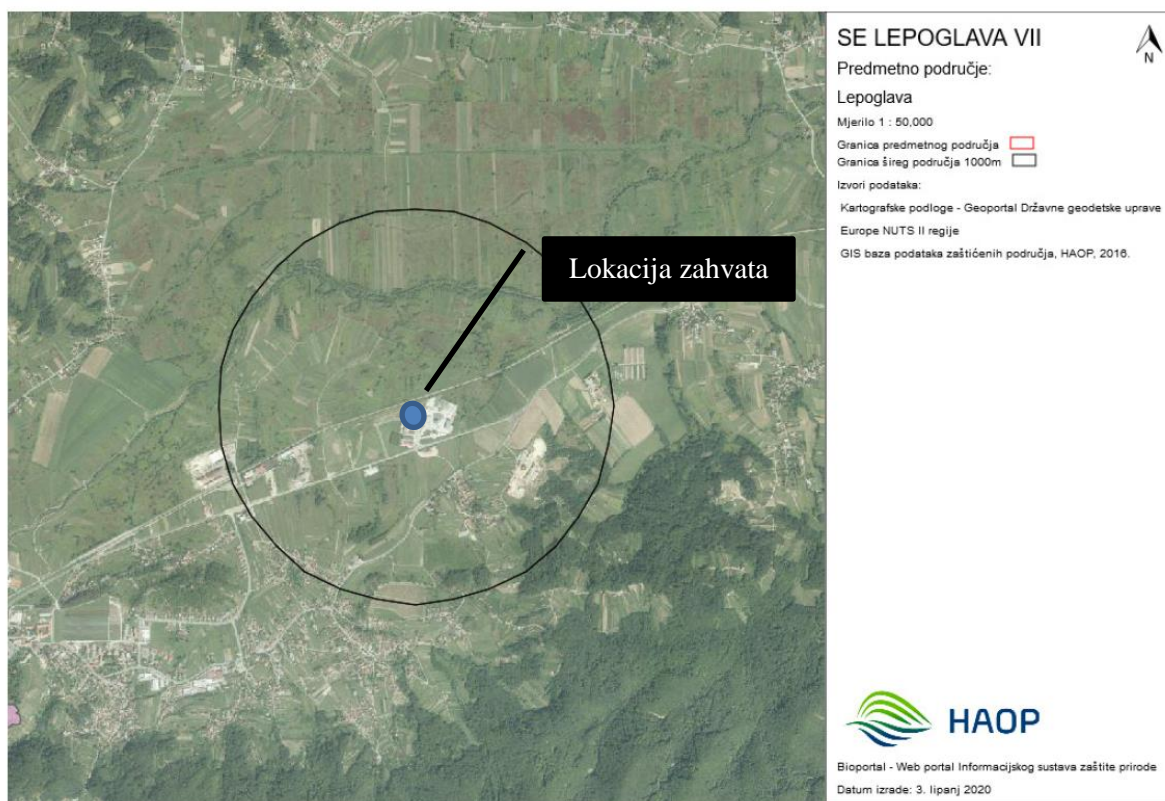 SE LEPOGLAVA VII
N
Predmetno područje:
Lepoglava
Mjerilo 1 : 50,000
Granica predmetnog područja
Granica šireg područja 1000m
Izvori podataka:
Kartografske podloge - Geoportal Državne geodetske uprave
Europe NUTS II regije
GIS baza podataka zaštićenih područja, HAOP, 2016.
Lokacija zahvata
HAOP
Bioportal - Web portal Informacijskog sustava zaštite prirode
Datum izrade: 3. lipanj 2020